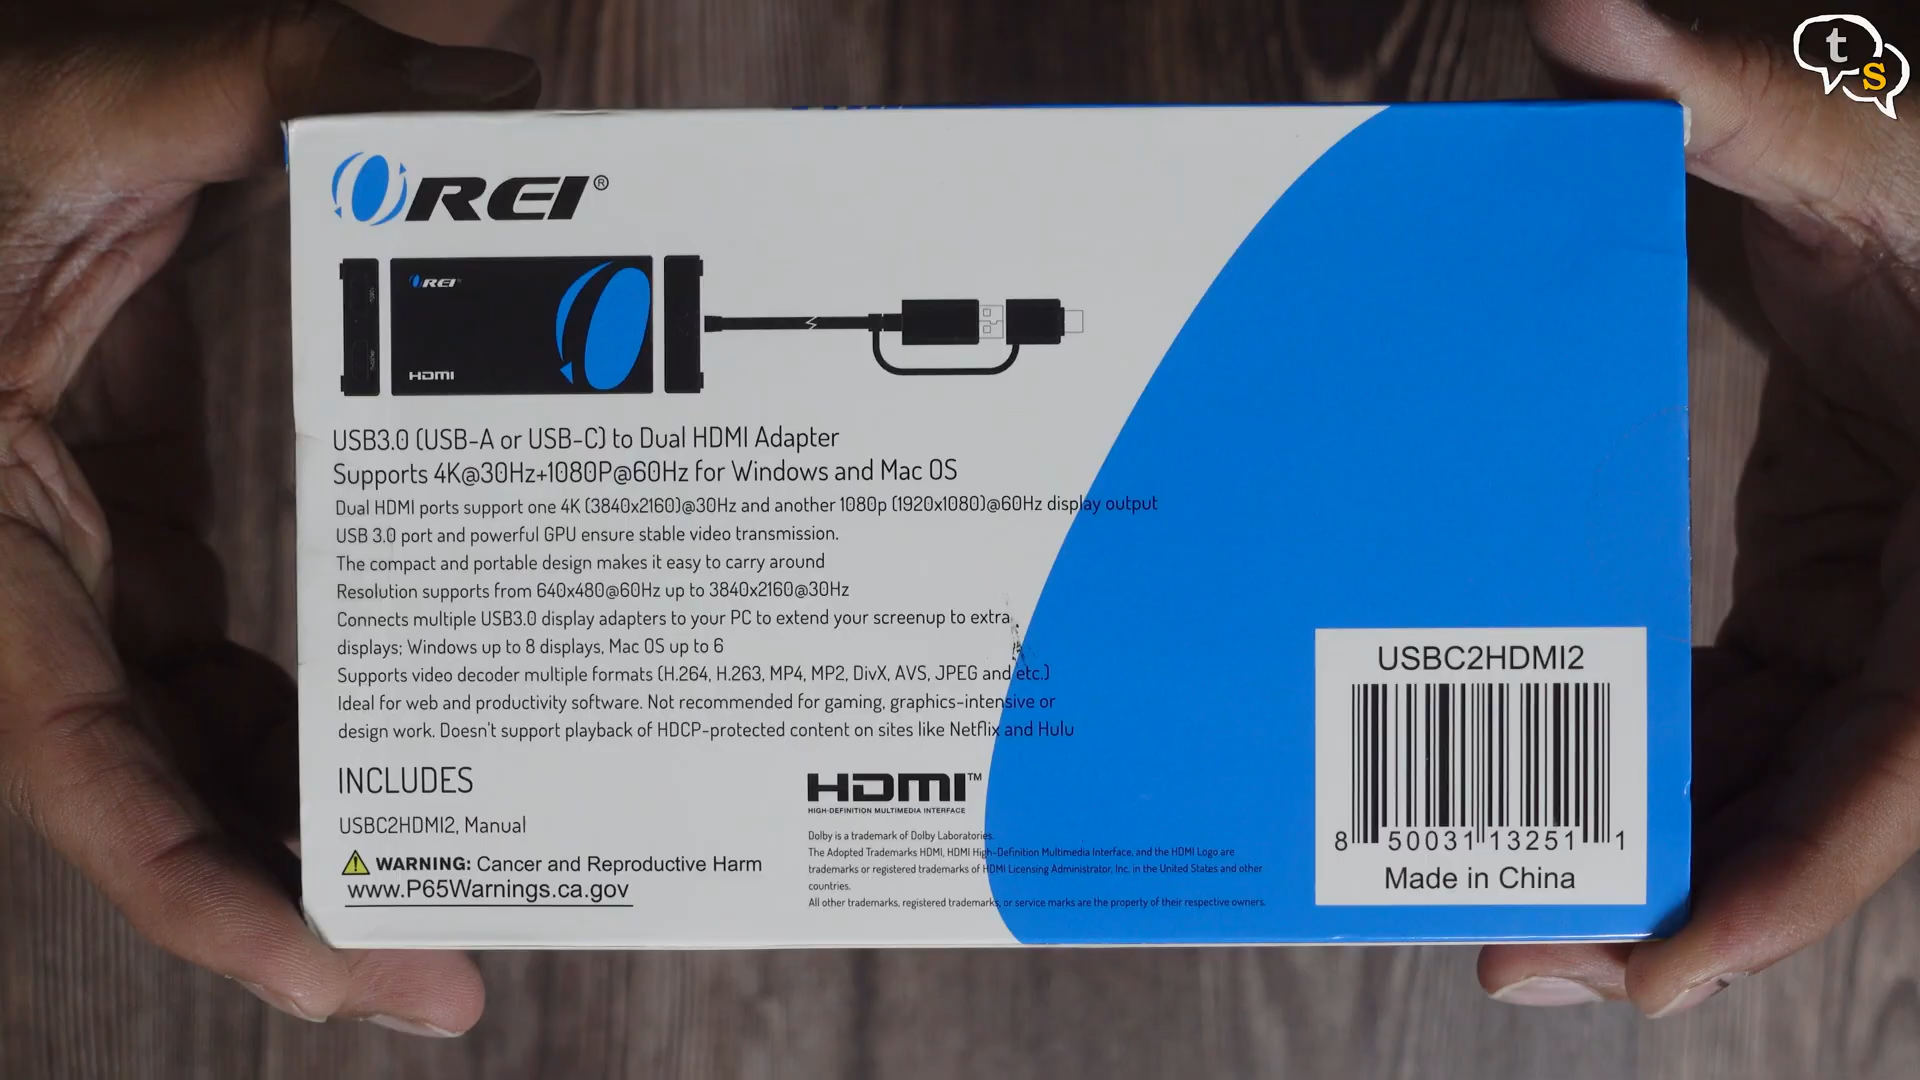 t
s
OREI®
OREI
HDMI
USB3.0 (USB-A or USB-C) to Dual HDMI Adapter
Supports 4K@30Hz+1080P@60Hz for Windows and Mac OS
Dual HDMI ports support one 4K (3840x2160)@30Hz and another 1080p (1920x1080)@60Hz display output
USB 3.0 port and powerful GPU ensure stable video transmission.
The compact and portable design makes it easy to carry around
Resolution supports from 640x480@60Hz up to 3840x2160@30Hz
Connects multiple USB3.0 display adapters to your PC to extend your screenup to extra
displays; Windows up to 8 displays, Mac OS up to 6
Supports video decoder multiple formats (H.264, H.263, MP4, MP2, DivX, AVS, JPEG and etc.)
Ideal for web and productivity software. Not recommended for gaming, graphics-intensive or
design work. Doesn't support playback of HDCP-protected content on sites like Netflix and Hulu
INCLUDES
USBC2HDMI2, Manual
WARNING: Cancer and Reproductive Harm
www.P65Warnings.ca.gov
HDMI™
HIGH-DEFINITION MULTIMEDIA INTERFACE
Dolby is a trademark of Dolby Laboratories.
The Adopted Trademarks HDMI, HDMI High-Definition Multimedia Interface, and the HDMI Logo are
trademarks or registered trademarks of HDMI Licensing Administrator, Inc. in the United States and other
countries.
All other trademarks, registered trademarks, or service marks are the property of their respective owners.
USBC2HDMI2
8 50031 13251 1
Made in China